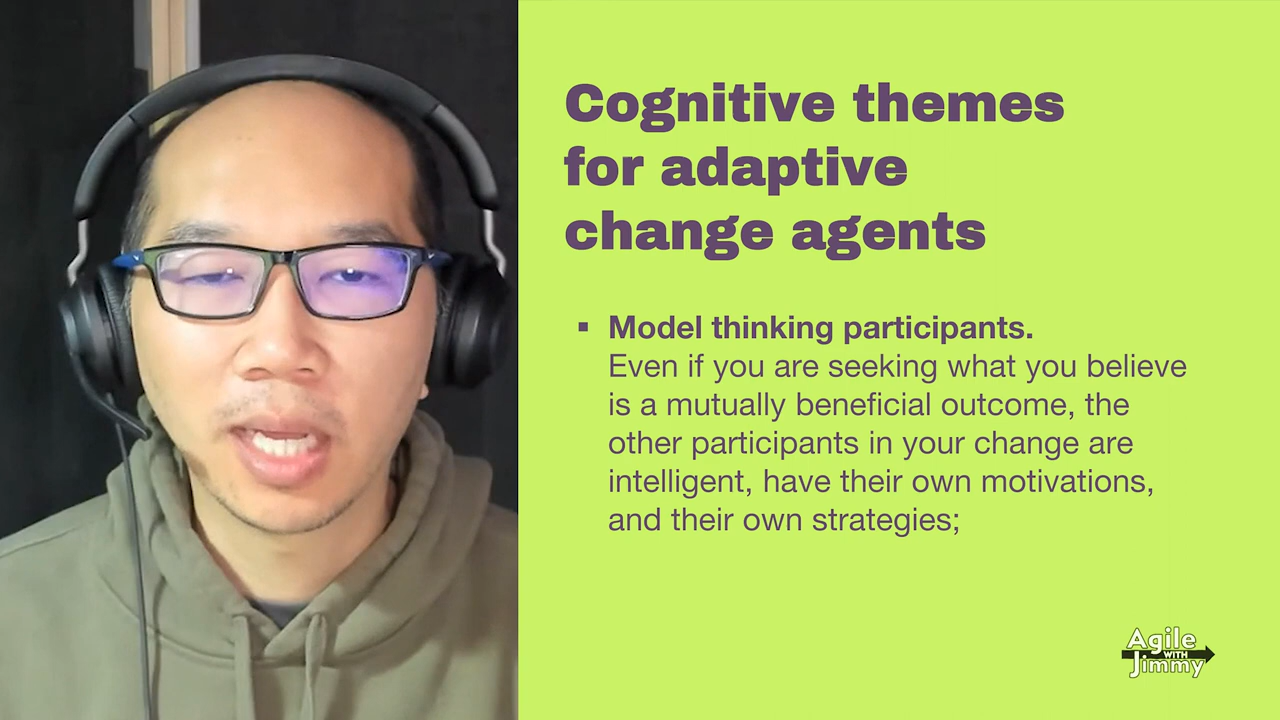 Cognitive themes
for adaptive
change agents
▪ Model thinking participants.
Even if you are seeking what you believe
is a mutually beneficial outcome, the
other participants in your change are
intelligent, have their own motivations,
and their own strategies;
Agile
WITH
Jimmy